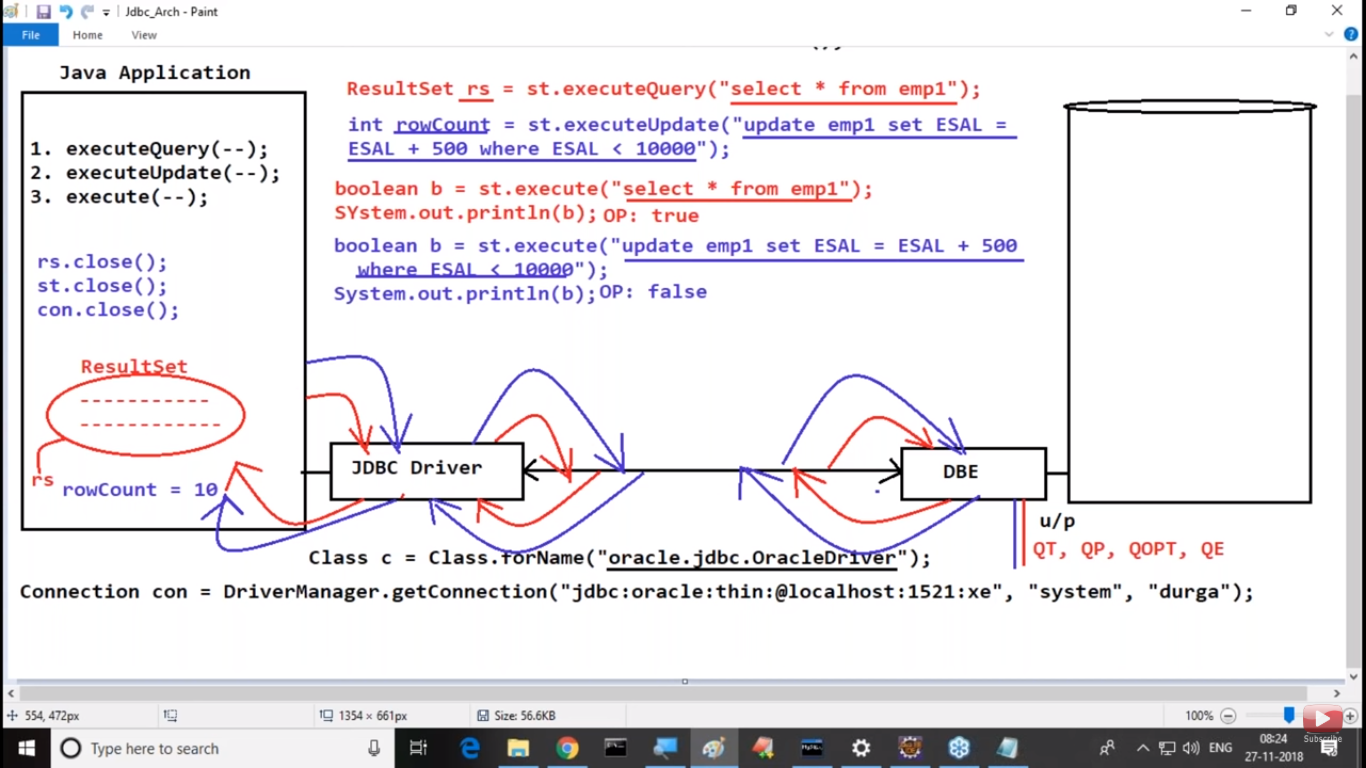 Jdbc_Arch - Paint
File Home View
Java Application
ResultSet rs = st.executeQuery("select * from emp1");
int rowCount = st.executeUpdate("update emp1 set ESAL =
ESAL + 500 where ESAL < 10000");
1. executeQuery(--);
2. executeUpdate(--);
3. execute(--);
boolean b = st.execute("select * from emp1");
SYstem.out.println(b); OP: true
boolean b = st.execute("update emp1 set ESAL = ESAL + 500
where ESAL < 10000");
System.out.println(b); OP: false
rs.close();
st.close();
con.close();
ResultSet
rs
rowCount = 10
JDBC Driver
DBE
u/p
QT, QP, QOPT, QE
Class c = Class.forName("oracle.jdbc.OracleDriver");
Connection con = DriverManager.getConnection("jdbc:oracle:thin:@localhost:1521:xe", "system", "durga");
554, 472px
1354 × 661px
Size: 56.6KB
100%
Type here to search
ENG
08:24
27-11-2018
Subscribe